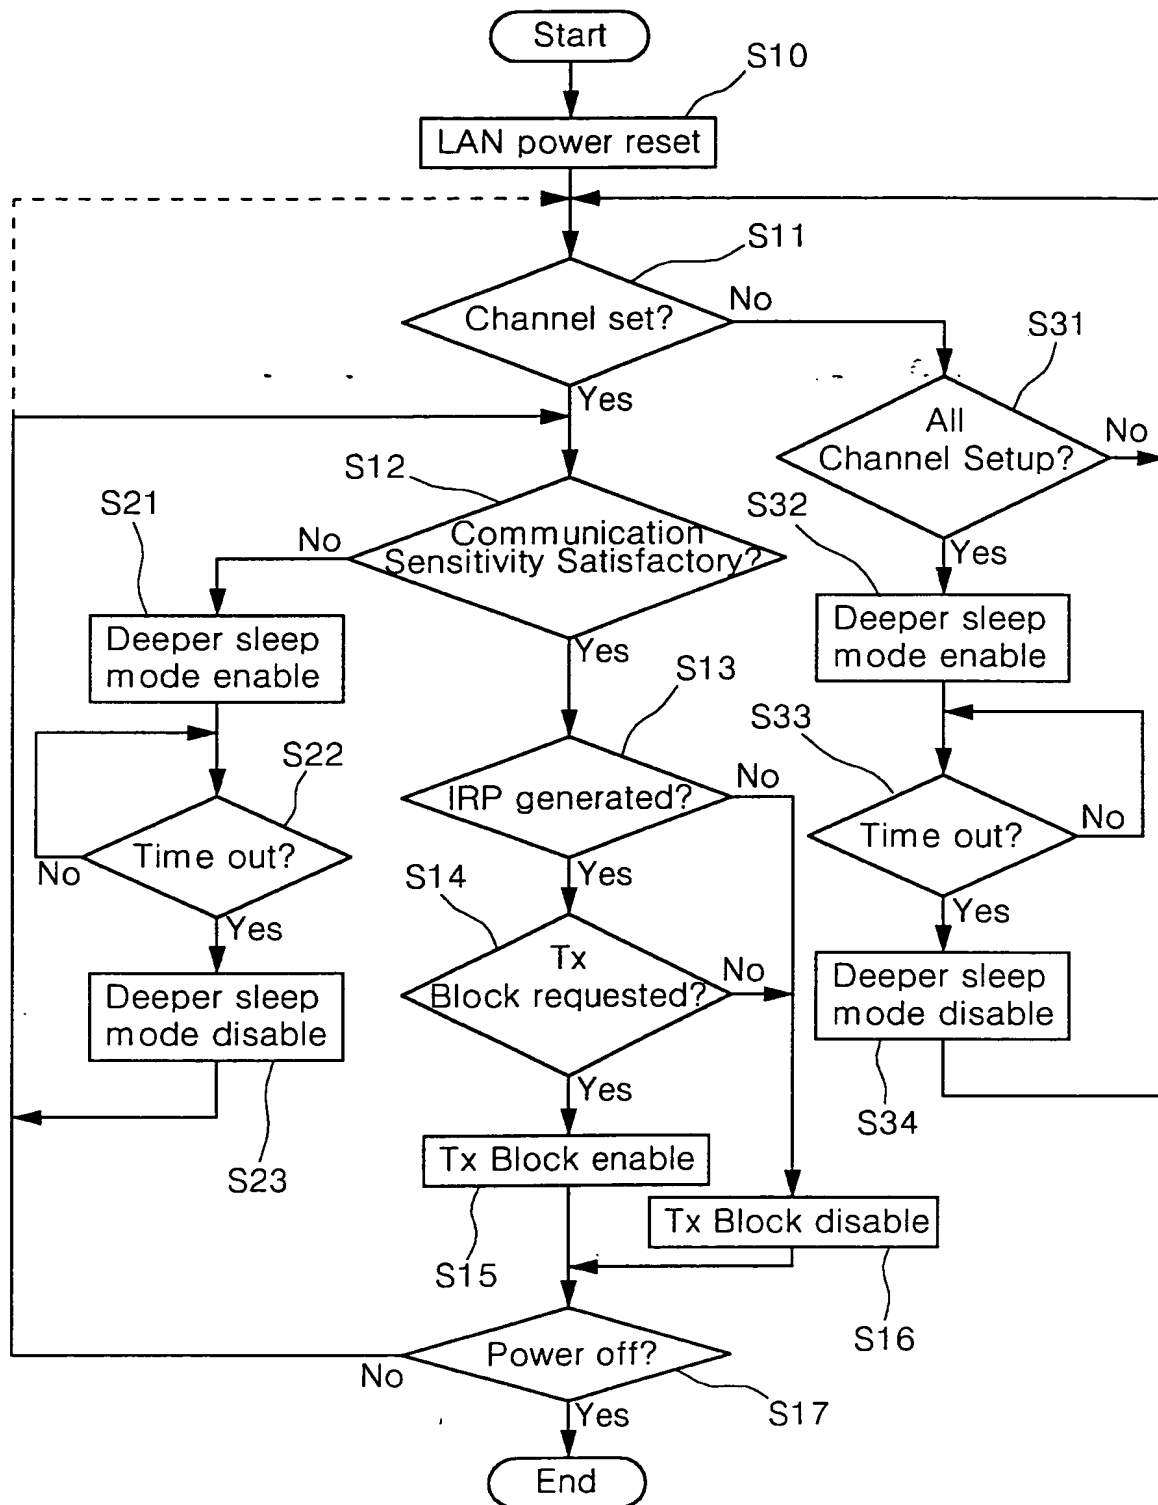 Start
S10
LAN power reset
S11
Channel set?
No
Yes
S31
All
Channel Setup?
No
Yes
S12
Communication
Sensitivity Satisfactory?
No
Yes
S21
Deeper sleep
mode enable
S22
Time out?
No
Yes
Deeper sleep
mode disable
S23
S13
IRP generated?
No
Yes
S14
Tx
Block requested?
No
Yes
Tx Block enable
S15
Tx Block disable
S16
S32
Deeper sleep
mode enable
S33
Time out?
No
Yes
Deeper sleep
mode disable
S34
Power off?
No
S17
Yes
End